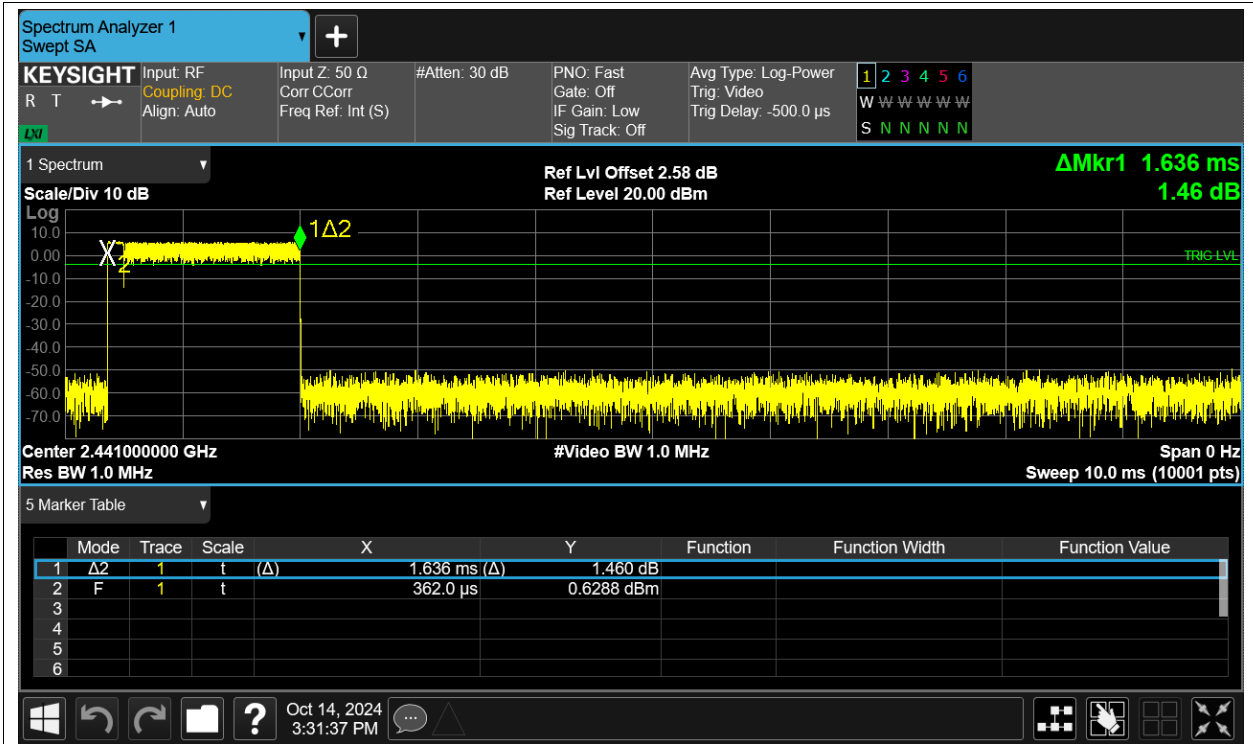 Spectrum Analyzer 1
Swept SA
KEYSIGHT
R T
LXI
Input: RF
Coupling: DC
Align: Auto
Input Z: 50 Ω
Corr CCorr
Freq Ref: Int (S)
#Atten: 30 dB
PNO: Fast
Gate: Off
IF Gain: Low
Sig Track: Off
Avg Type: Log-Power
Trig: Video
Trig Delay: -500.0 µs
1 2 3 4 5 6
W W W W W W
S N N N N N
1 Spectrum
Scale/Div 10 dB
Ref Lvl Offset 2.58 dB
Ref Level 20.00 dBm
ΔMkr1 1.636 ms
1.46 dB
Log
10.0
0.00
-10.0
-20.0
-30.0
-40.0
-50.0
-60.0
-70.0
X
2
1Δ2
TRIG LVL
Center 2.441000000 GHz
#Video BW 1.0 MHz
Span 0 Hz
Res BW 1.0 MHz
Sweep 10.0 ms (10001 pts)
5 Marker Table
Mode Trace Scale X Y Function Function Width Function Value
1 Δ2 1 t (Δ) 1.636 ms (Δ) 1.460 dB
2 F 1 t 362.0 µs 0.6288 dBm
3
4
5
6
?
Oct 14, 2024
3:31:37 PM